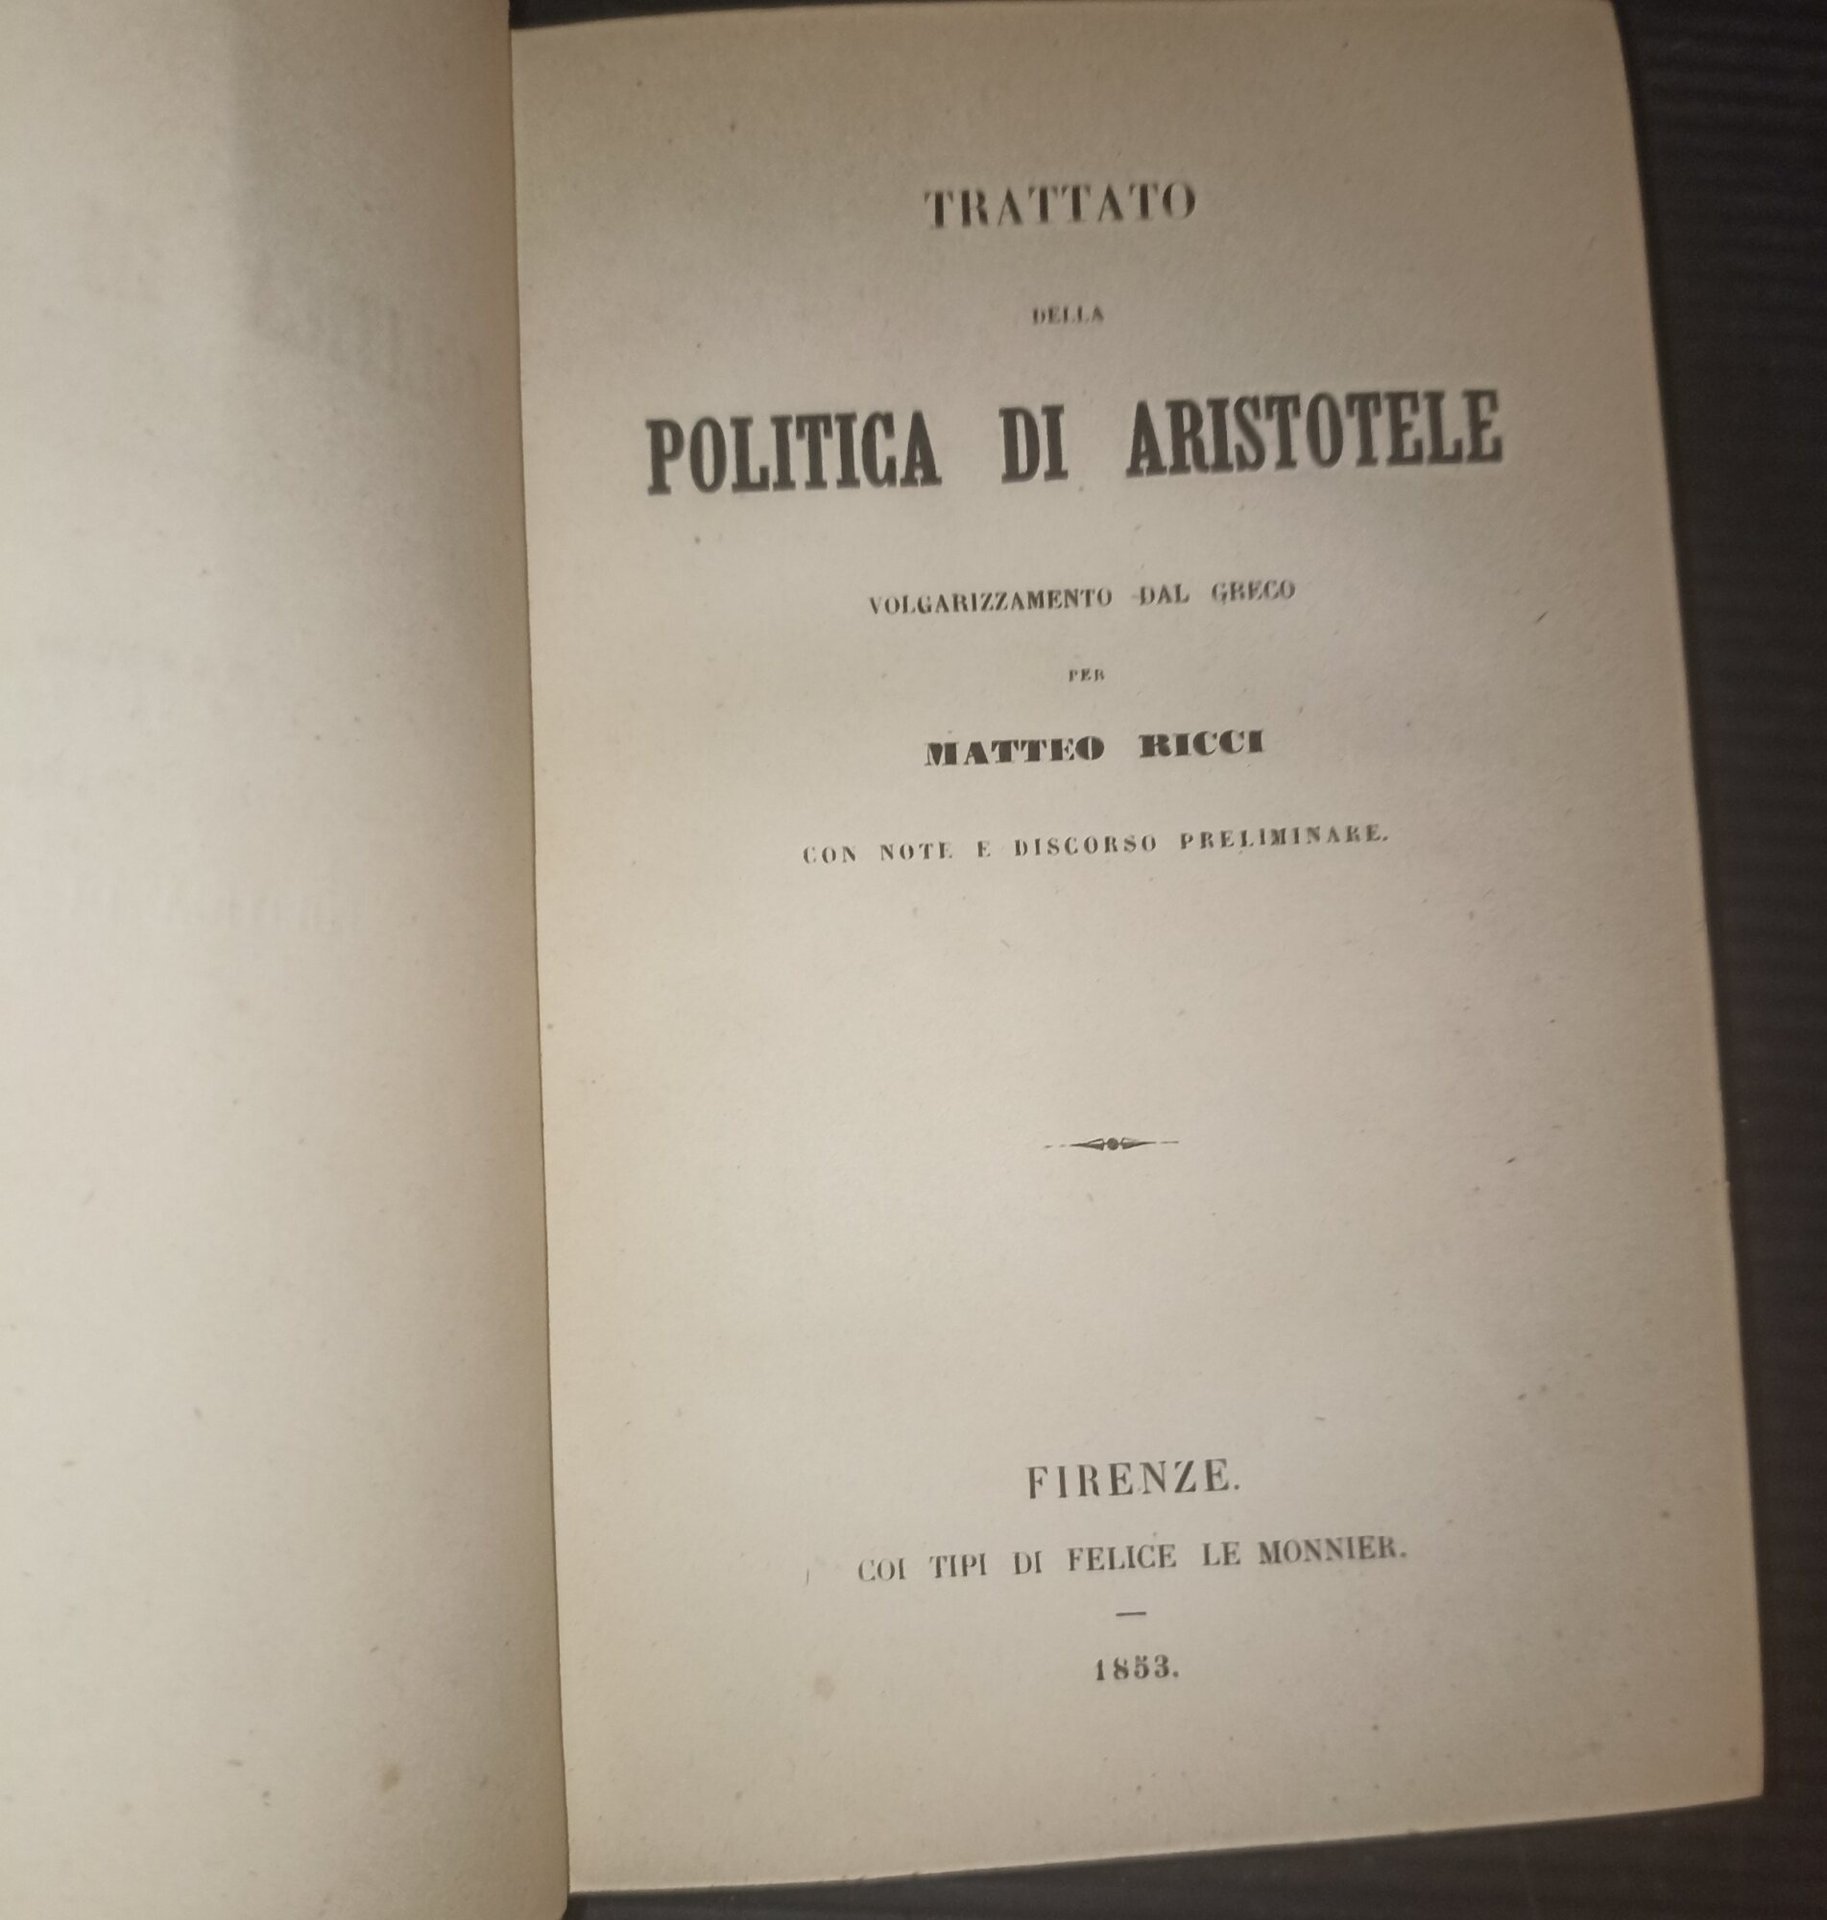 TRATTATO
DELLA
POLITICA DI ARISTOTELE
VOLGARIZZAMENTO DAL GRECO
PER
MATTEO RICCI
CON NOTE E DISCORSO PRELIMINARE.
FIRENZE.
COI TIPI DI FELICE LE MONNIER.
—
1853.